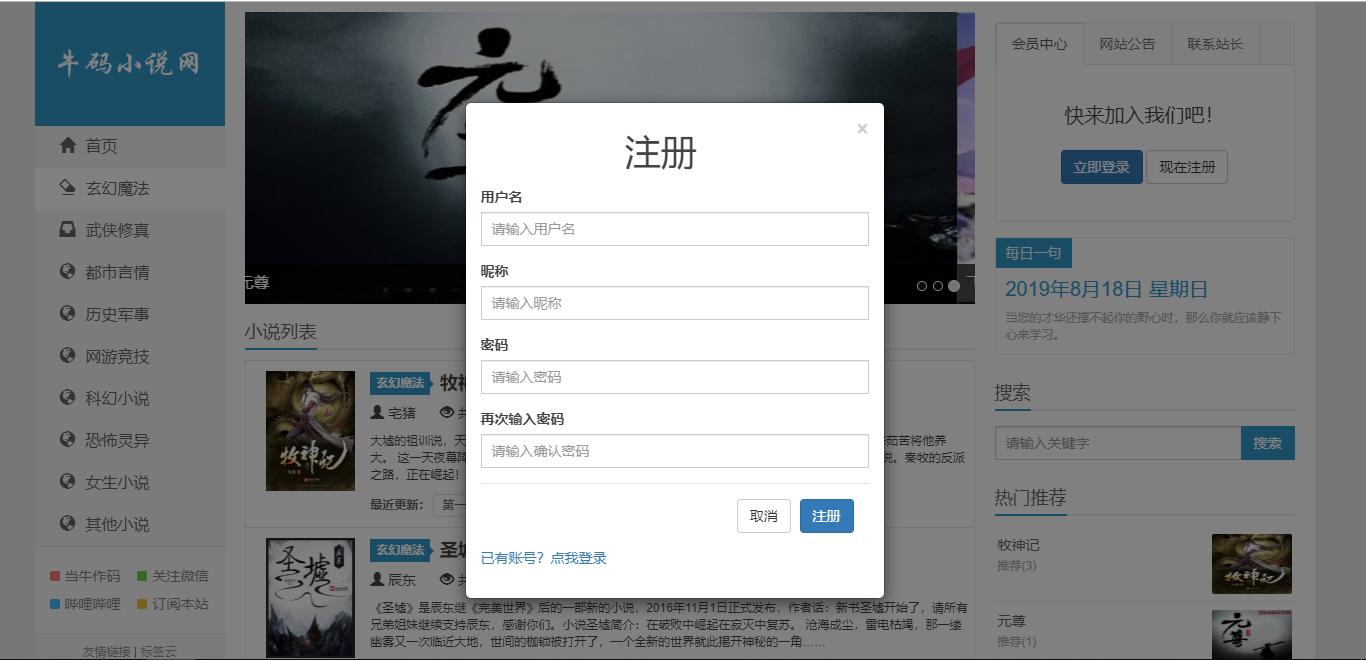 牛码小说网
首页
玄幻魔法
武侠修真
都市言情
历史军事
网游竞技
科幻小说
恐怖灵异
女生小说
其他小说
当牛作码 关注微信
哔哩哔哩 订阅本站
友情链接 | 标签云
元
元尊
小说列表
玄幻魔法 牧神
宅猪 共
大墟的祖训说，天
茹苦将他养
大。 这一天夜幕降
说。秦牧的反派
之路，正在崛起！
最近更新： 第一
牧神记
玄幻魔法 圣墟
辰东 共
《圣墟》是辰东继《完美世界》后的一部新的小说，2016年11月1日正式发布，作者话：新书圣墟开始了，请所有
兄弟姐妹继续支持辰东，感谢你们。小说圣墟简介：在破败中崛起在寂灭中复苏。 沧海成尘，雷电枯竭，那一缕
幽雾又一次临近大地，世间的枷锁被打开了，一个全新的世界就此揭开神秘的一角……
圣墟
×
注册
用户名
请输入用户名
昵称
请输入昵称
密码
请输入密码
再次输入密码
请输入确认密码
取消 注册
已有账号？点我登录
会员中心 网站公告 联系站长
快来加入我们吧！
立即登录 现在注册
每日一句
2019年8月18日 星期日
当您的才华还撑不起你的野心时，那么你就应该静下
心来学习。
搜索
请输入关键字 搜索
热门推荐
牧神记
推荐(3)
牧神记
元尊
推荐(1)
元尊